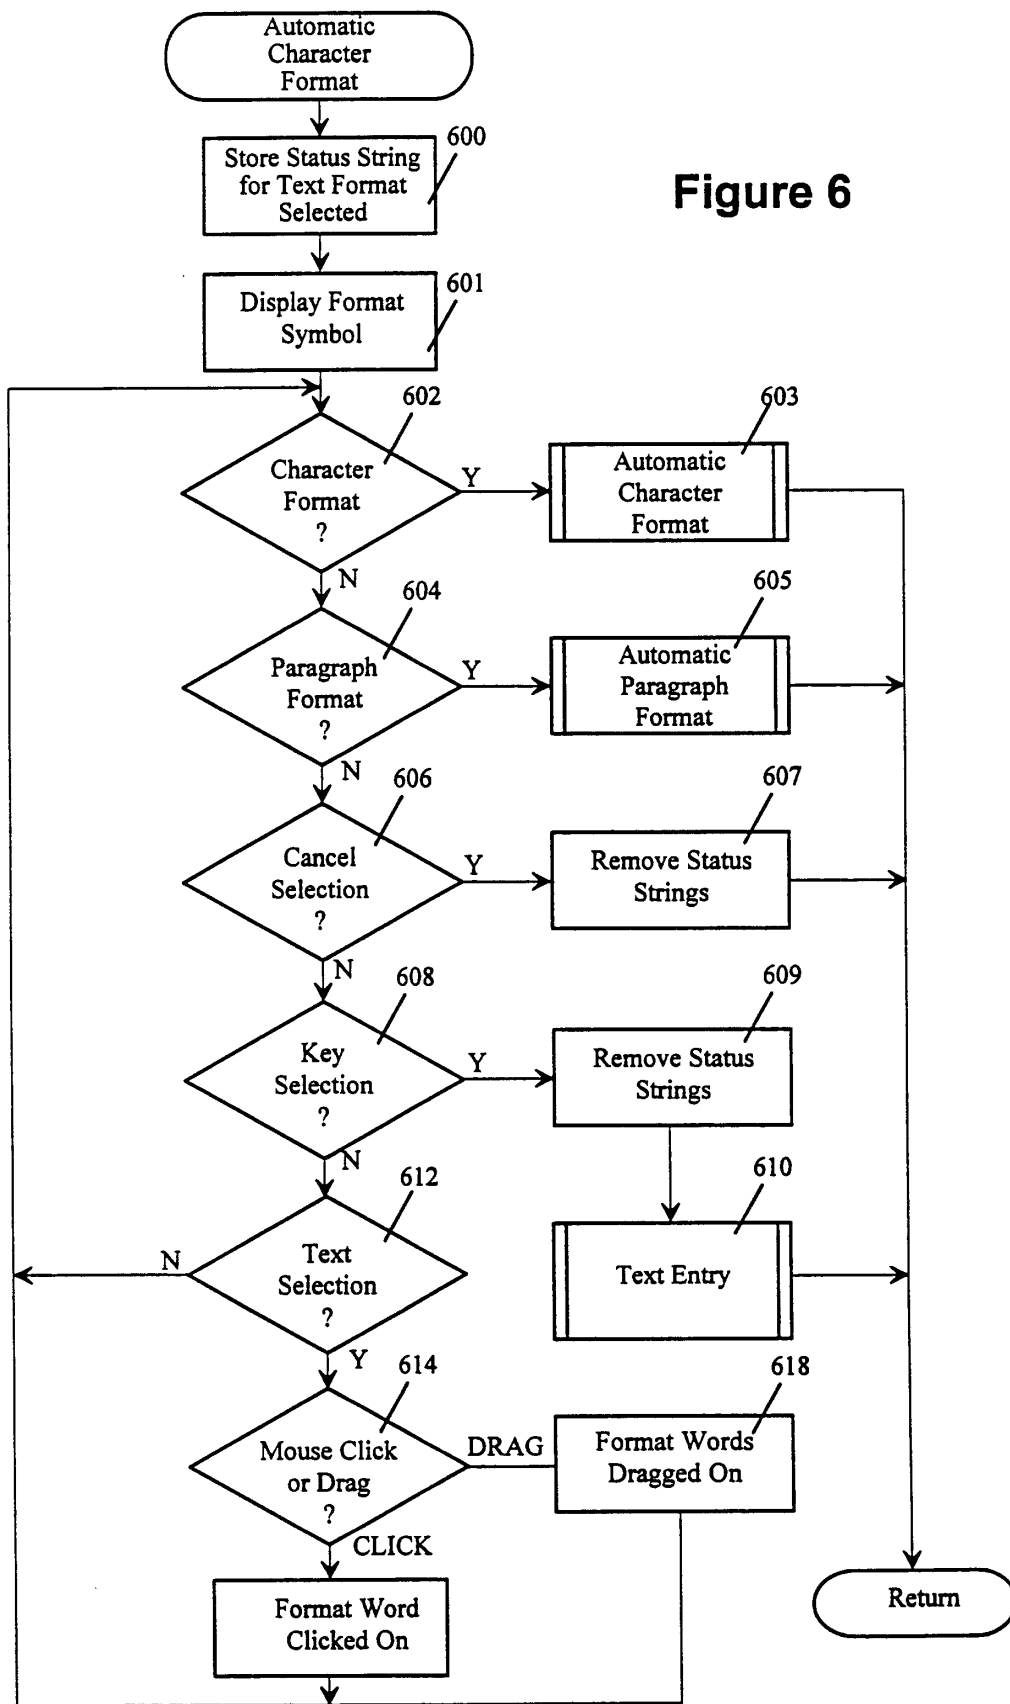 Automatic
Character
Format
600
Store Status String
for Text Format
Selected
Figure 6
601
Display Format
Symbol
602
603
Character
Format
?
Y
Automatic
Character
Format
N
604
605
Paragraph
Format
?
Y
Automatic
Paragraph
Format
N
606
607
Cancel
Selection
?
Y
Remove Status
Strings
N
608
609
Key
Selection
?
Y
Remove Status
Strings
N
612
610
N
Text
Selection
?
Text Entry
Y
614
618
Mouse Click
or Drag
?
DRAG
Format Words
Dragged On
CLICK
Format Word
Clicked On
Return